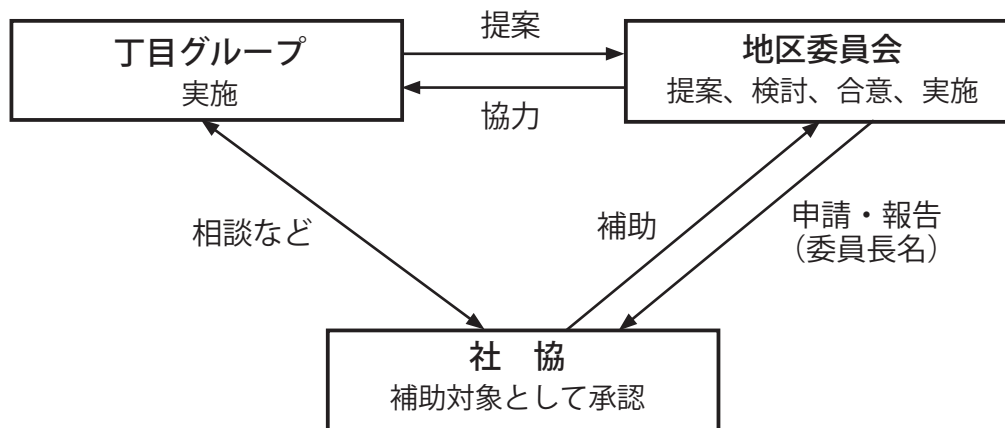 提案
丁目グループ
実施
地区委員会
提案、検討、合意、実施
協力
相談など
補助
申請・報告
(委員長名)
社　協
補助対象として承認